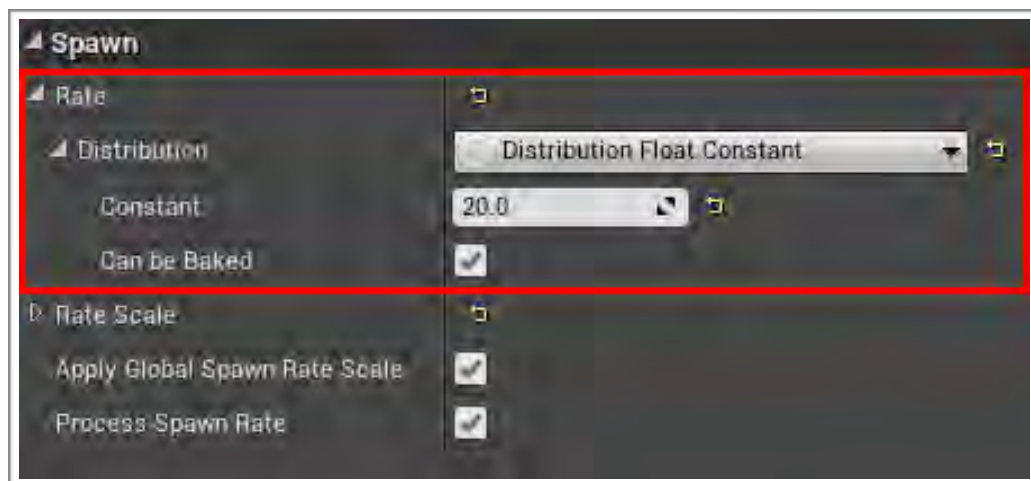 Spawn
Rate
Distribution Distribution Float Constant
Constant 20.0
Can be Baked
Rate Scale
Apply Global Spawn Rate Scale
Process Spawn Rate